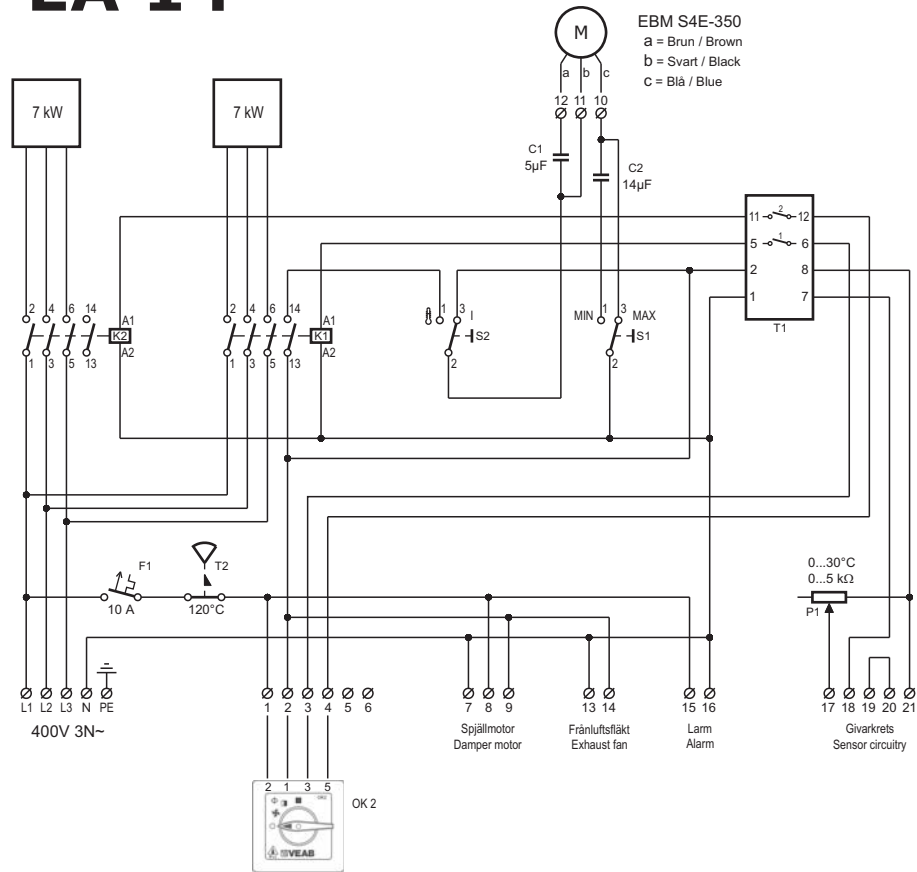 EBM S4E-350
a = Brun / Brown
b = Svart / Black
c = Blå / Blue
M
a b c
12 11 10
7 kW 7 kW
C1
5µF
C2
14µF
11 2 12
5 1 6
2 8
1 7
T1
2 4 6 14 A1
K2
1 3 5 13 A2
2 4 6 14 A1
K1
1 3 5 13 A2
1 3 I
S2
2
MIN 1 3 MAX
S1
2
F1
10 A
T2
120°C
0...30°C
0...5 kΩ
P1
L1 L2 L3 N PE
400V 3N~
1 2 3 4 5 6
7 8 9
Spjällmotor
Damper motor
13 14
Frånluftsfläkt
Exhaust fan
15 16
Larm
Alarm
17 18 19 20 21
Givarkrets
Sensor circuitry
2 1 3 5
OK 2
VEAB